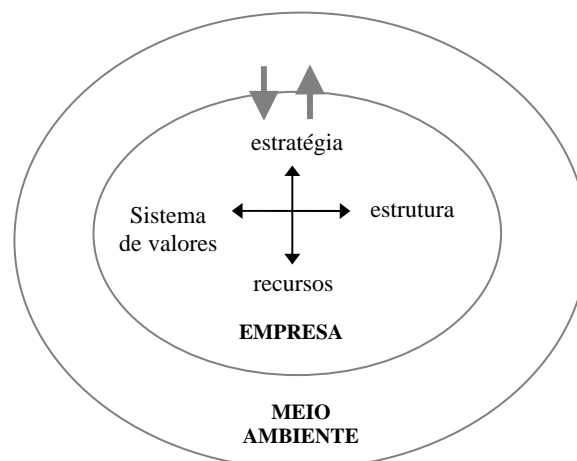 estratégia
Sistema
de valores
estrutura
recursos
EMPRESA
MEIO
AMBIENTE